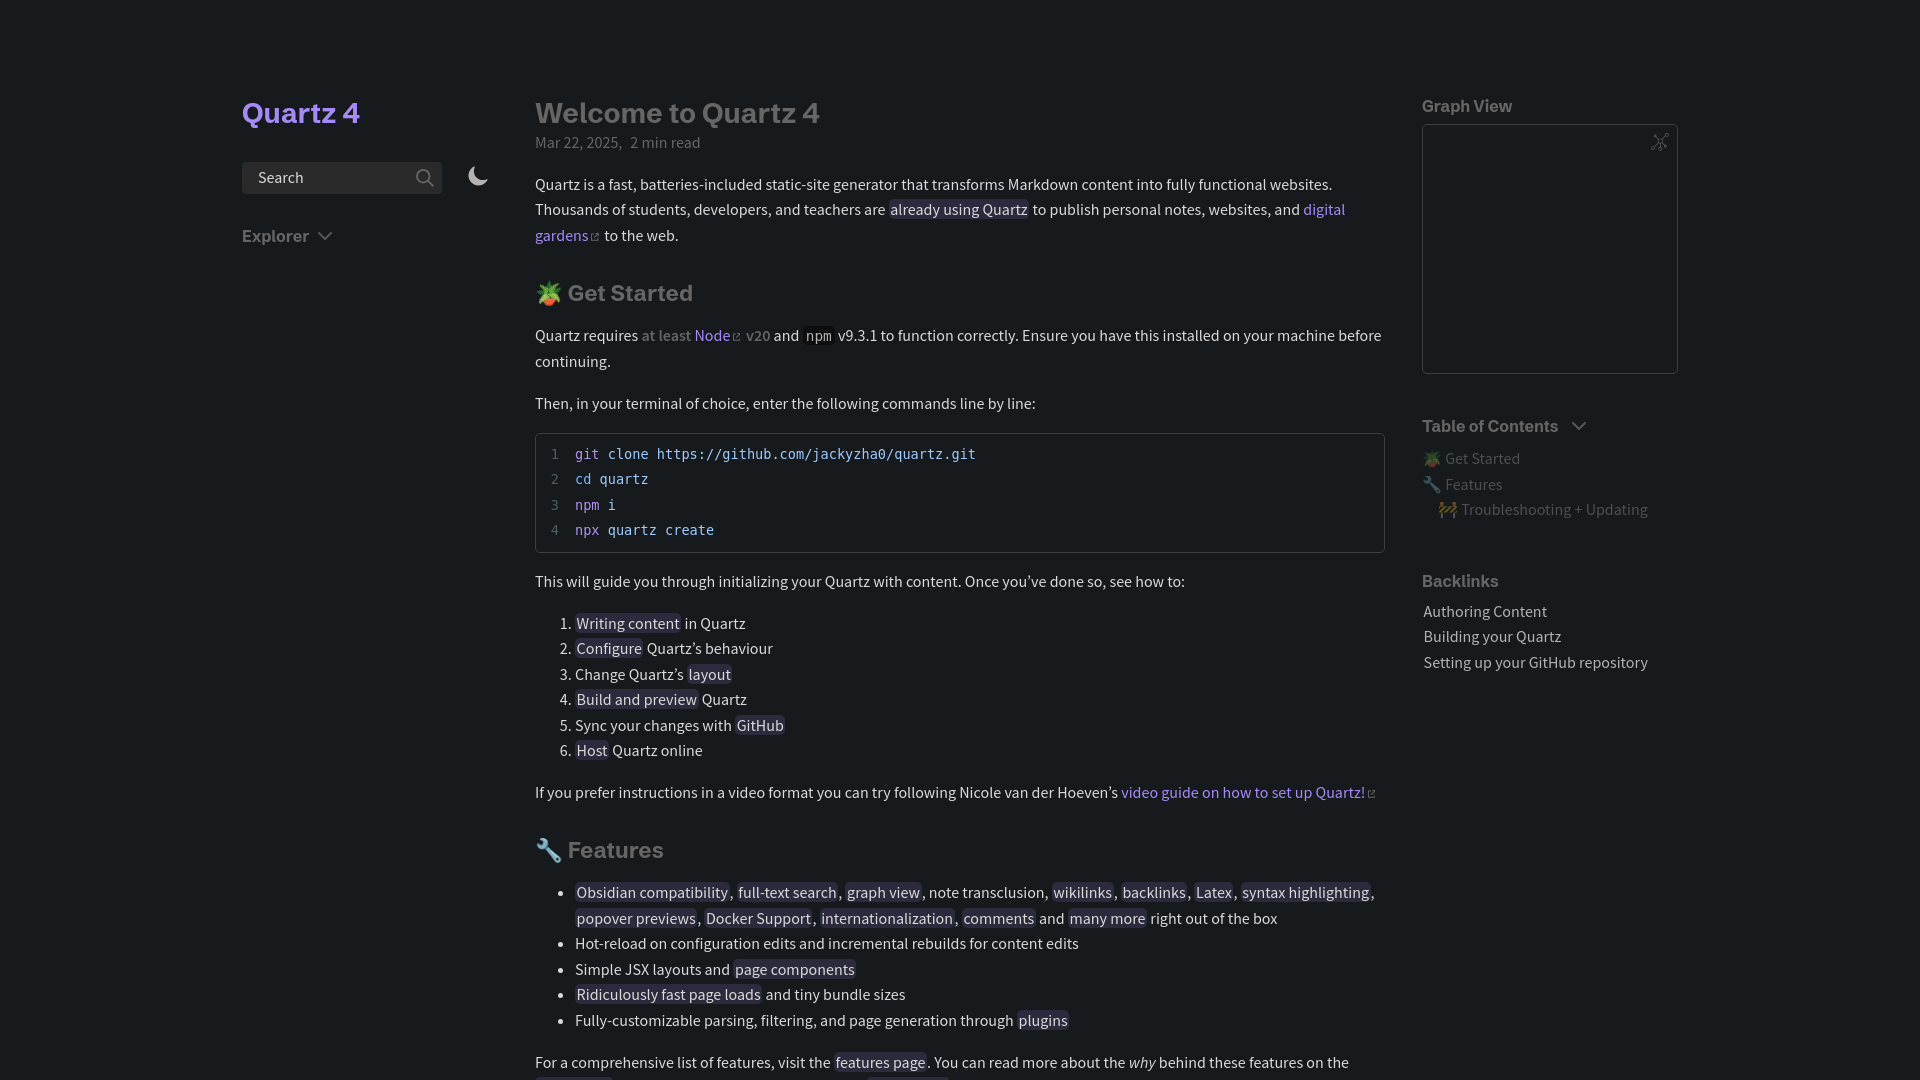 Quartz 4
Search
Explorer
Welcome to Quartz 4
Mar 22, 2025, 2 min read
Quartz is a fast, batteries-included static-site generator that transforms Markdown content into fully functional websites.
Thousands of students, developers, and teachers are already using Quartz to publish personal notes, websites, and digital
gardens to the web.
🪴 Get Started
Quartz requires at least Node v20 and npm v9.3.1 to function correctly. Ensure you have this installed on your machine before
continuing.
Then, in your terminal of choice, enter the following commands line by line:
1 git clone https://github.com/jackyzha0/quartz.git
2 cd quartz
3 npm i
4 npx quartz create
This will guide you through initializing your Quartz with content. Once you’ve done so, see how to:
1. Writing content in Quartz
2. Configure Quartz’s behaviour
3. Change Quartz’s layout
4. Build and preview Quartz
5. Sync your changes with GitHub
6. Host Quartz online
If you prefer instructions in a video format you can try following Nicole van der Hoeven’s video guide on how to set up Quartz!
🔧 Features
• Obsidian compatibility, full-text search, graph view, note transclusion, wikilinks, backlinks, Latex, syntax highlighting,
popover previews, Docker Support, internationalization, comments and many more right out of the box
• Hot-reload on configuration edits and incremental rebuilds for content edits
• Simple JSX layouts and page components
• Ridiculously fast page loads and tiny bundle sizes
• Fully-customizable parsing, filtering, and page generation through plugins
For a comprehensive list of features, visit the features page. You can read more about the why behind these features on the
Graph View
Table of Contents
🪴 Get Started
🔧 Features
🚧 Troubleshooting + Updating
Backlinks
Authoring Content
Building your Quartz
Setting up your GitHub repository